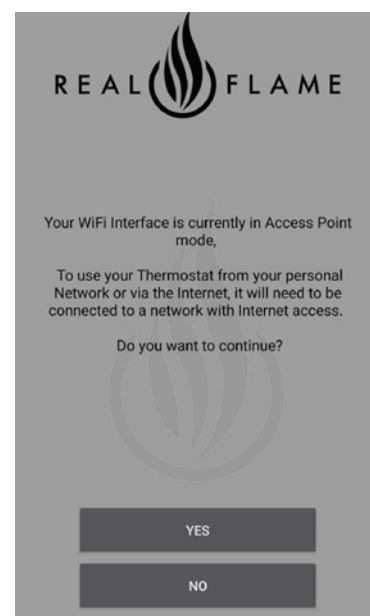 REAL FLAME
Your WiFi Interface is currently in Access Point
mode,
To use your Thermostat from your personal
Network or via the Internet, it will need to be
connected to a network with Internet access.
Do you want to continue?
YES
NO